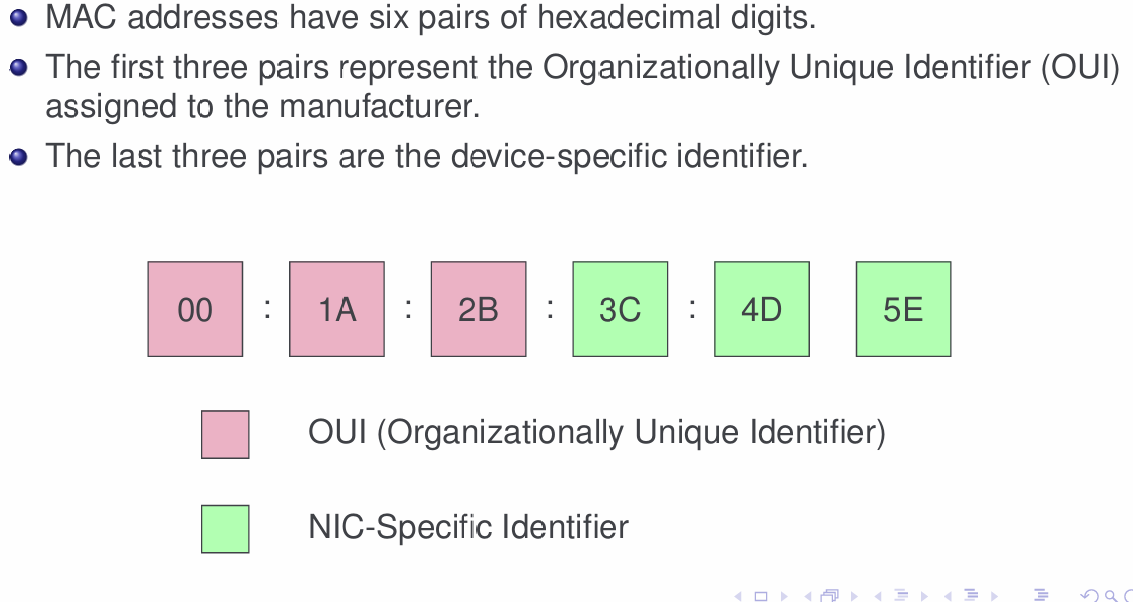 MAC addresses have six pairs of hexadecimal digits.
The first three pairs represent the Organizationally Unique Identifier (OUI)
assigned to the manufacturer.
The last three pairs are the device-specific identifier.
00 : 1A : 2B : 3C : 4D 5E
OUI (Organizationally Unique Identifier)
NIC-Specific Identifier